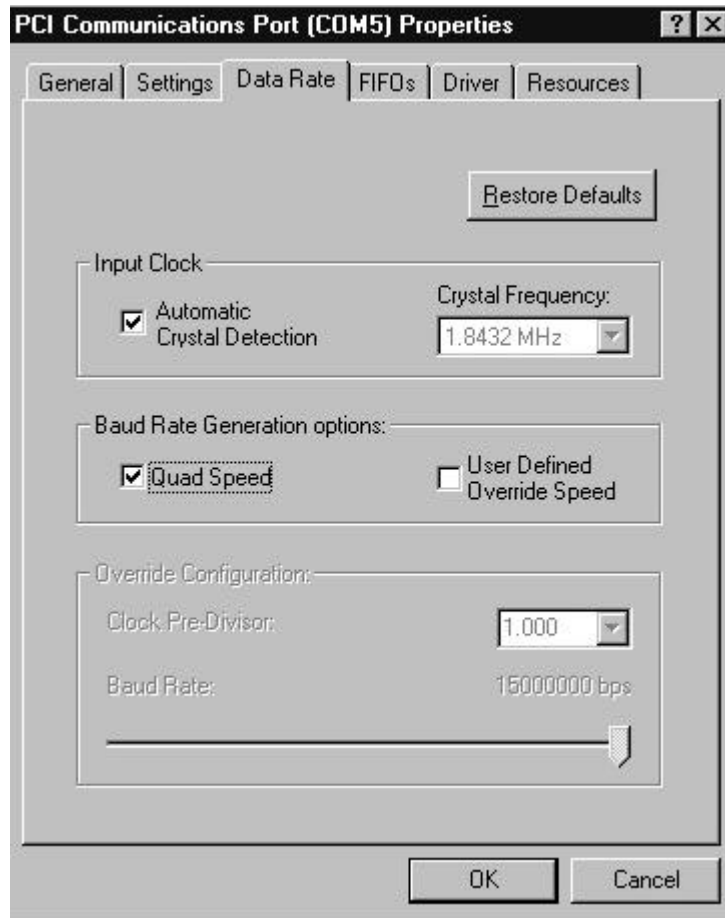 PCI Communications Port (COM5) Properties
General Settings Data Rate FIFOs Driver Resources
Restore Defaults
Input Clock
Automatic
Crystal Detection
Crystal Frequency:
1.8432 MHz
Baud Rate Generation options:
Quad Speed
User Defined
Override Speed
Override Configuration:
Clock Pre-Divisor:
1.000
Baud Rate:
15000000 bps
OK
Cancel